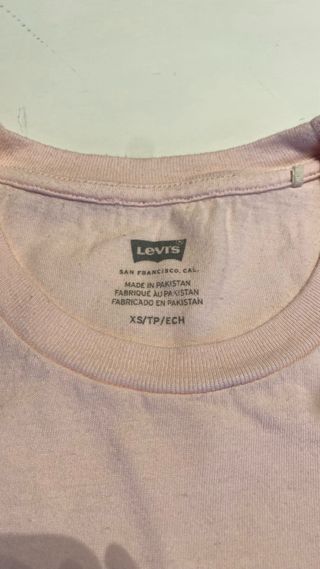 Levi's
SAN FRANCISCO, CAL.
MADE IN PAKISTAN
FABRIQUE AU PAKISTAN
FABRICADO EN PAKISTAN
XS/TP/ECH